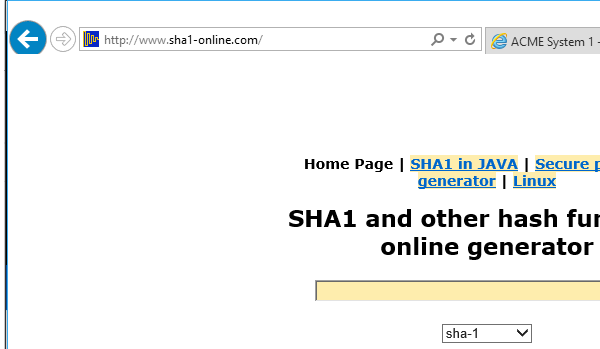 http://www.sha1-online.com/
ACME System 1 -
Home Page | SHA1 in JAVA | Secure p
generator | Linux
SHA1 and other hash fun
online generator
sha-1